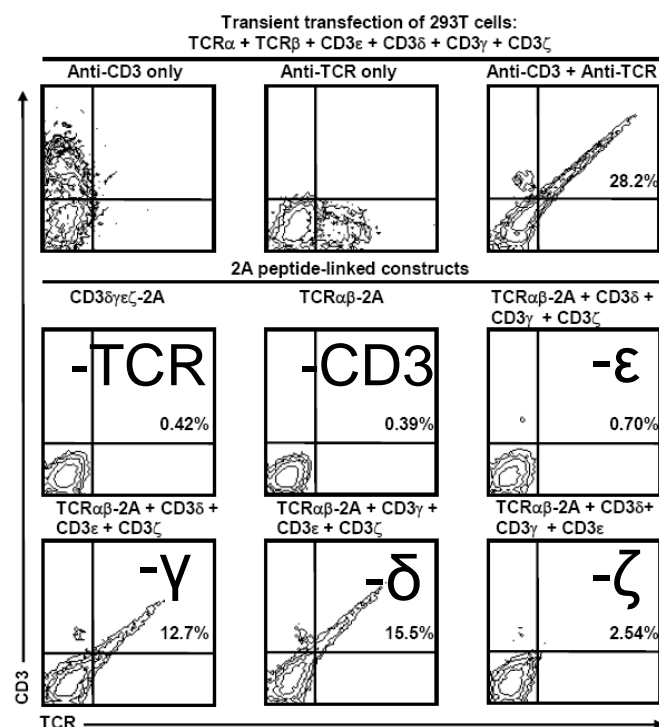 Transient transfection of 293T cells:
TCRα + TCRβ + CD3ε + CD3δ + CD3γ + CD3ζ
Anti-CD3 only
Anti-TCR only
Anti-CD3 + Anti-TCR
28.2%
2A peptide-linked constructs
CD3δγεζ-2A
TCRαβ-2A
TCRαβ-2A + CD3δ +
CD3γ + CD3ζ
-TCR
0.42%
-CD3
0.39%
-ε
0.70%
TCRαβ-2A + CD3δ +
CD3ε + CD3ζ
TCRαβ-2A + CD3γ +
CD3ε + CD3ζ
TCRαβ-2A + CD3δ+
CD3γ + CD3ε
-γ
12.7%
-δ
15.5%
-ζ
2.54%
CD3
TCR